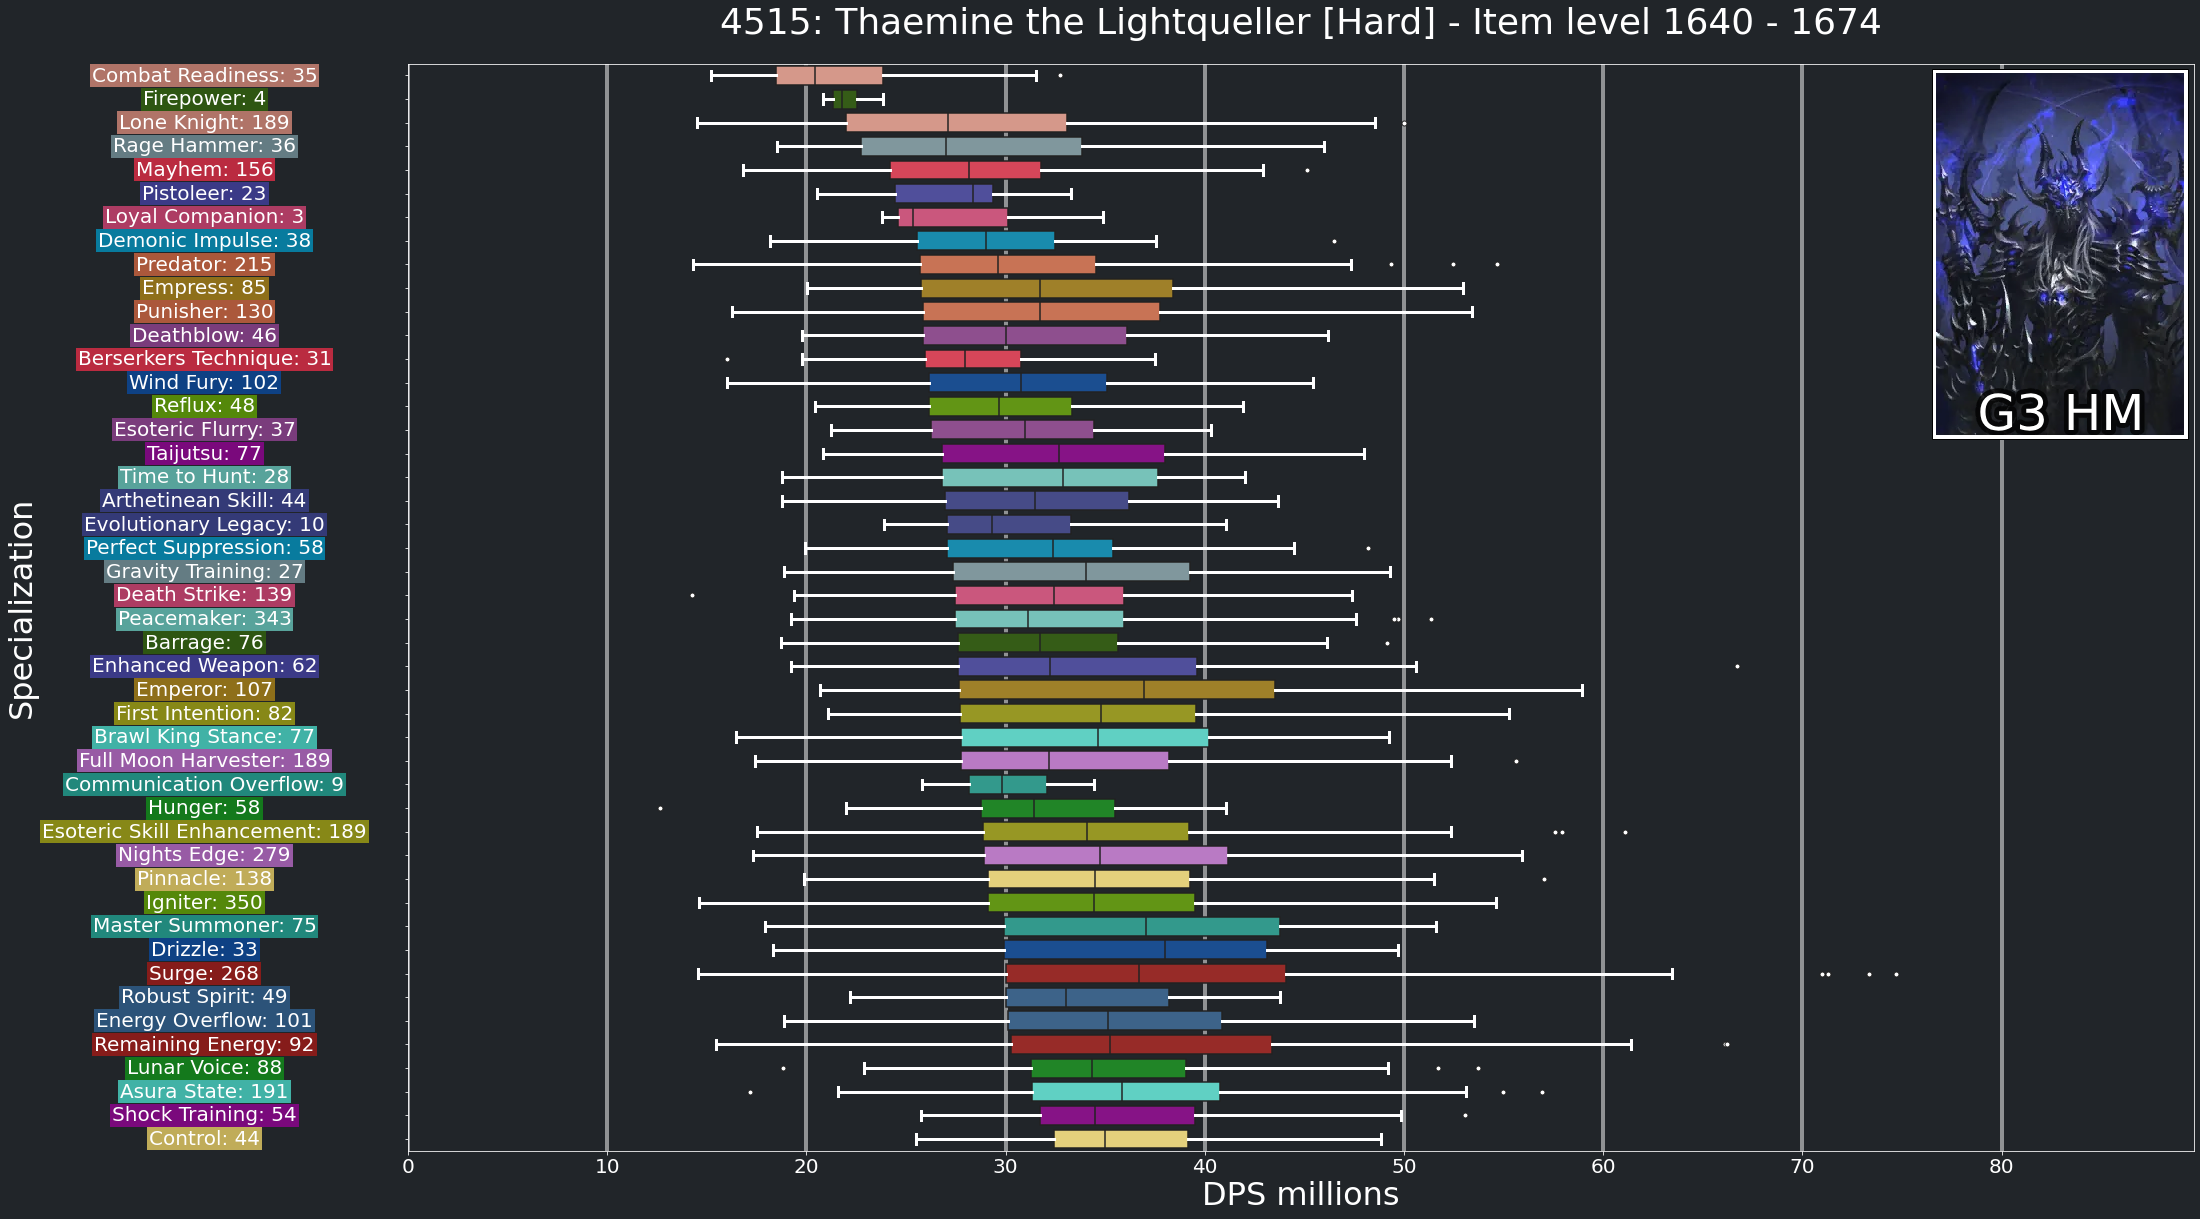 4515: Thaemine the Lightqueller [Hard] - Item level 1640 - 1674
Specialization
Combat Readiness: 35
Firepower: 4
Lone Knight: 189
Rage Hammer: 36
Mayhem: 156
Pistoleer: 23
Loyal Companion: 3
Demonic Impulse: 38
Predator: 215
Empress: 85
Punisher: 130
Deathblow: 46
Berserkers Technique: 31
Wind Fury: 102
Reflux: 48
Esoteric Flurry: 37
Taijutsu: 77
Time to Hunt: 28
Arthetinean Skill: 44
Evolutionary Legacy: 10
Perfect Suppression: 58
Gravity Training: 27
Death Strike: 139
Peacemaker: 343
Barrage: 76
Enhanced Weapon: 62
Emperor: 107
First Intention: 82
Brawl King Stance: 77
Full Moon Harvester: 189
Communication Overflow: 9
Hunger: 58
Esoteric Skill Enhancement: 189
Nights Edge: 279
Pinnacle: 138
Igniter: 350
Master Summoner: 75
Drizzle: 33
Surge: 268
Robust Spirit: 49
Energy Overflow: 101
Remaining Energy: 92
Lunar Voice: 88
Asura State: 191
Shock Training: 54
Control: 44
G3 HM
0 10 20 30 40 50 60 70 80
DPS millions